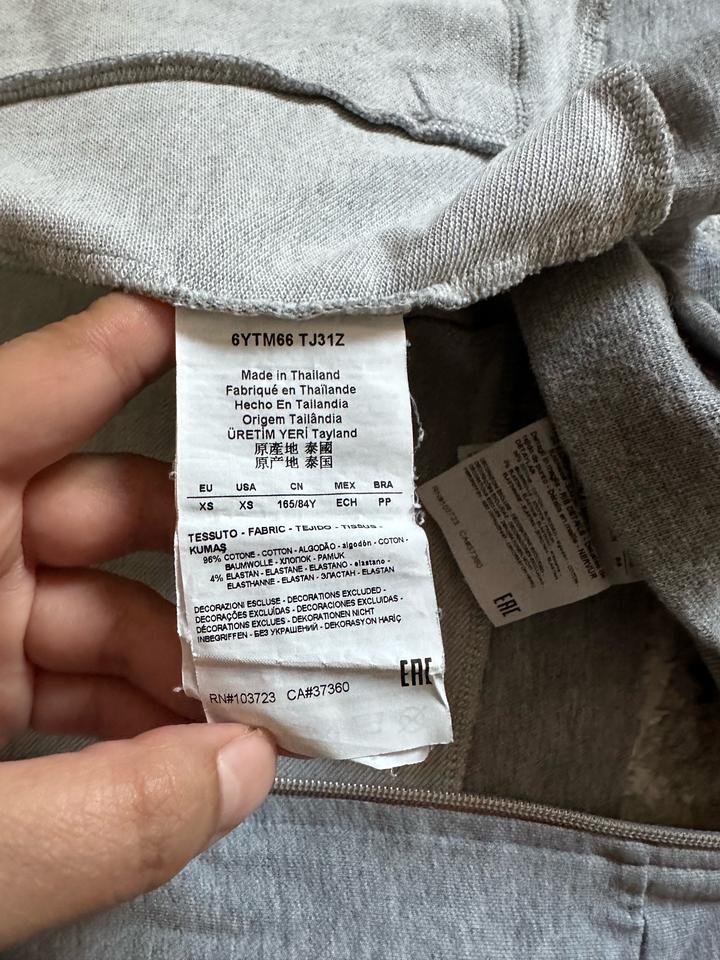 6YTM66 TJ31Z
Made in Thailand
Fabriqué en Thaïlande
Hecho En Tailandia
Origem Tailândia
ÜRETİM YERİ Tayland
原產地 泰國
原产地 泰国
EU USA CN MEX BRA
XS XS 165/84Y ECH PP
TESSUTO - FABRIC - TEJIDO - TISSUS -
KUMAŞ
96% COTONE - COTTON - ALGODÃO - algodón - COTON -
BAUMWOLLE - ХЛОПОК - PAMUK
4% ELASTAN - ELASTANE - ELASTANO - elastano -
ELASTHANNE - ELASTAN - ЭЛАСТАН - ELASTAN
DECORAZIONI ESCLUSE - DECORATIONS EXCLUDED -
DECORAÇÕES EXCLUÍDAS - DECORACIONES EXCLUIDAS -
DÉCORATIONS EXCLUES - DEKORATIONEN NICHT
INBEGRIFFEN - БЕЗ УКРАШЕНИЙ - DEKORASYON HARİÇ
EAC
RN#103723 CA#37360
RN#103723 CA#37360
EAC